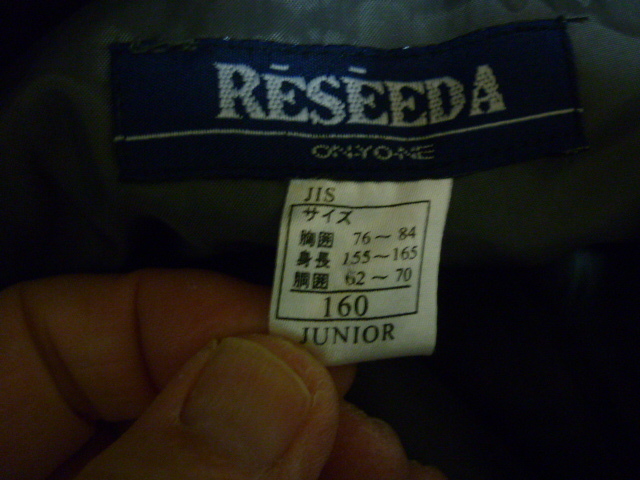 RĒSĒEDA
ONYONE
JIS
サイズ
胸囲 76~84
身長 155~165
胴囲 62~70
160
JUNIOR